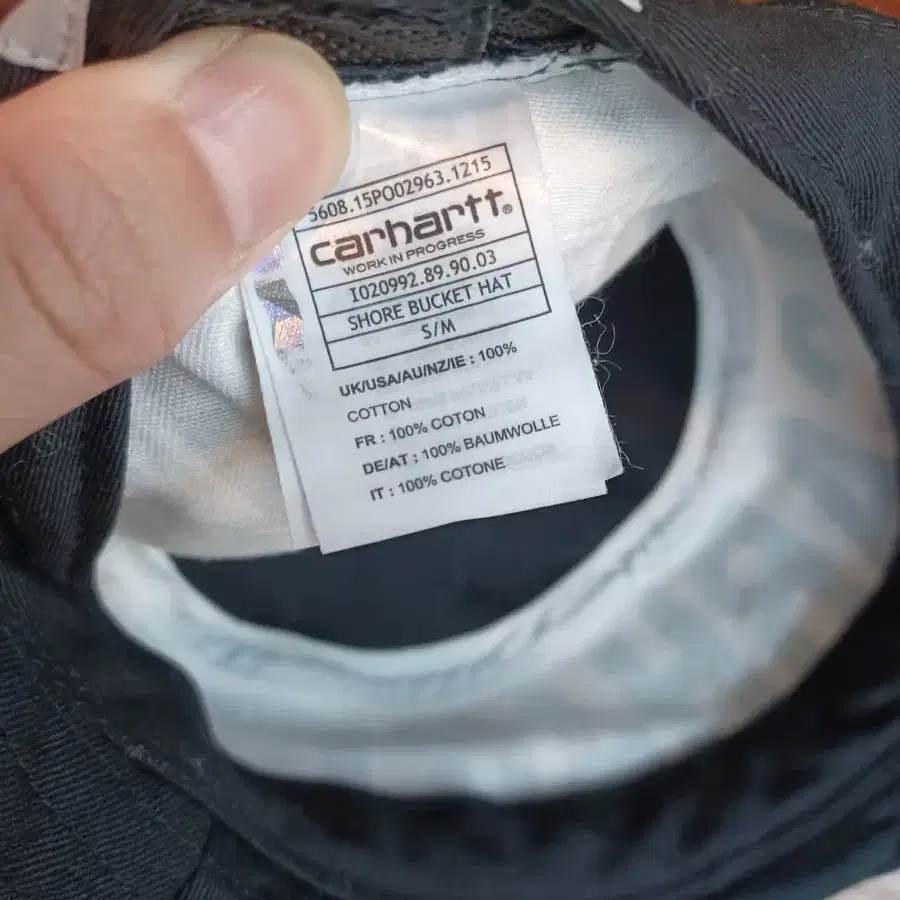 5608.15PO02963.1215
carhartt®
WORK IN PROGRESS
I020992.89.90.03
SHORE BUCKET HAT
S/M
UK/USA/AU/NZ/IE : 100%
COTTON
FR : 100% COTON
DE/AT : 100% BAUMWOLLE
IT : 100% COTONE